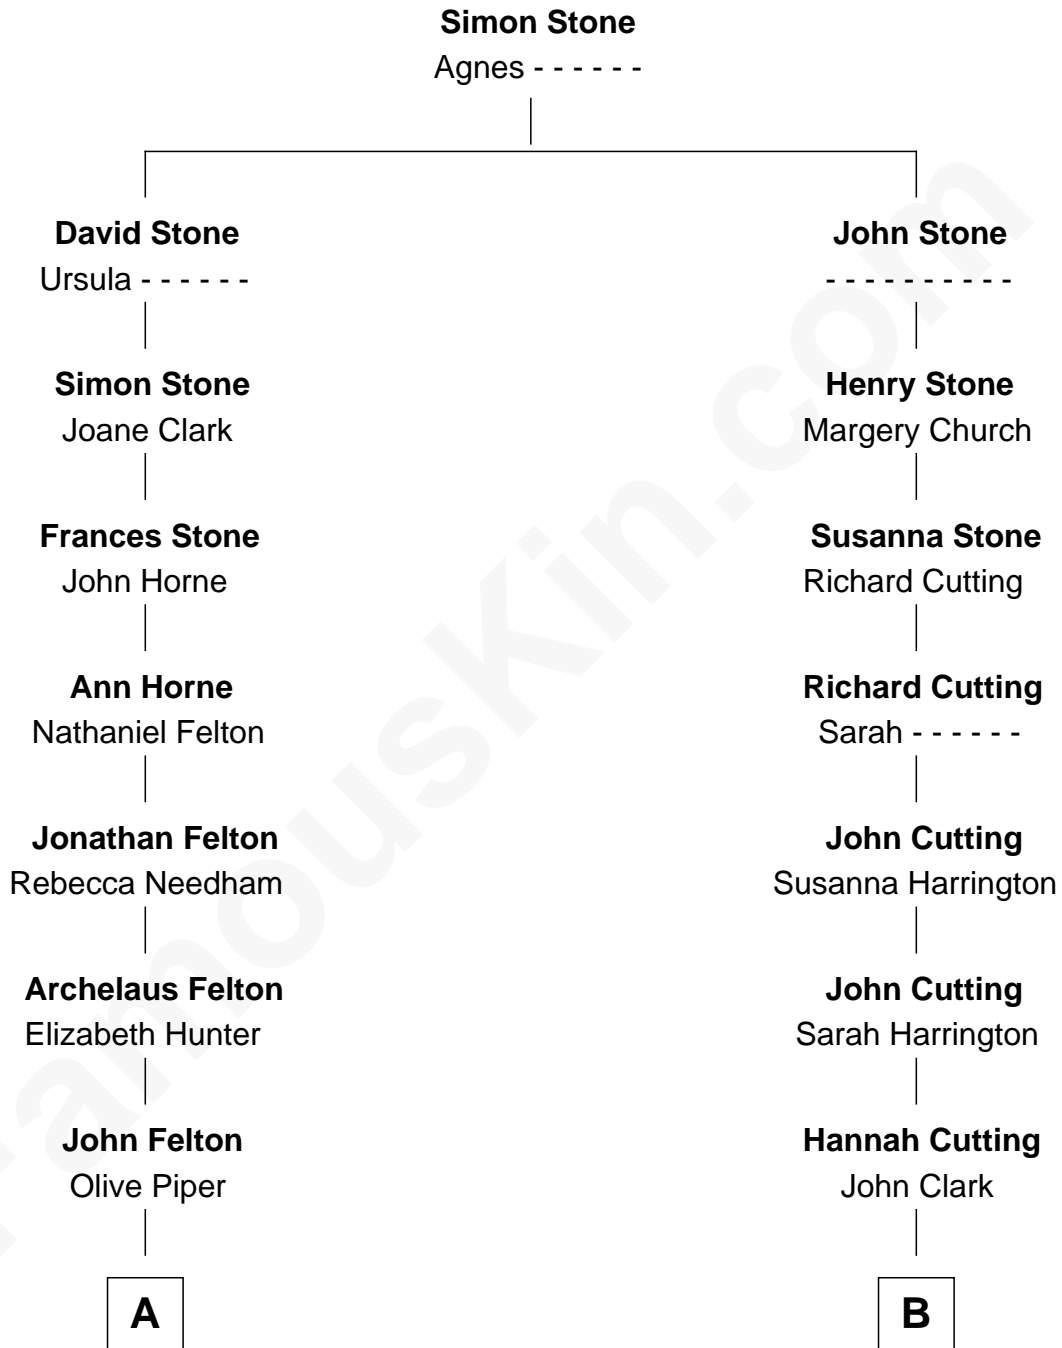 Simon Stone
Agnes - - - - - -
David Stone
Ursula - - - - - -
John Stone
- - - - - - - - - -
Simon Stone
Joane Clark
Henry Stone
Margery Church
Frances Stone
John Horne
Susanna Stone
Richard Cutting
Ann Horne
Nathaniel Felton
Richard Cutting
Sarah - - - - - -
Jonathan Felton
Rebecca Needham
John Cutting
Susanna Harrington
Archelaus Felton
Elizabeth Hunter
John Cutting
Sarah Harrington
John Felton
Olive Piper
Hannah Cutting
John Clark
A
B
FamousKin.com